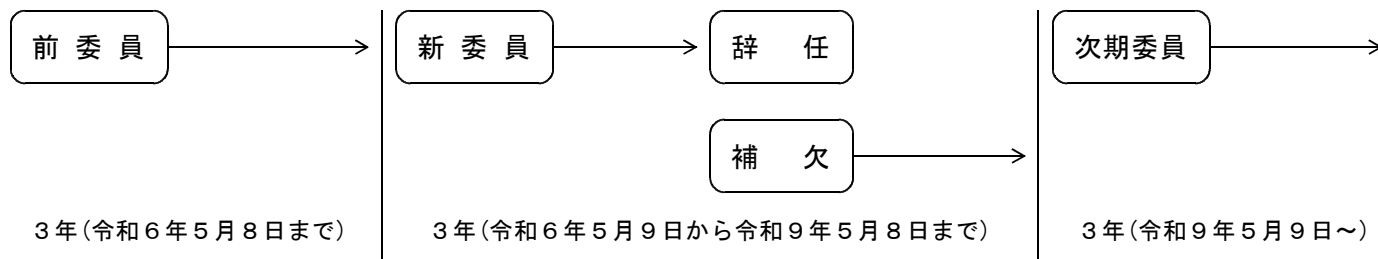 前委員
新委員
辞任
次期委員
補欠
３年(令和６年５月８日まで)
３年(令和６年５月９日から令和９年５月８日まで)
３年(令和９年５月９日～)